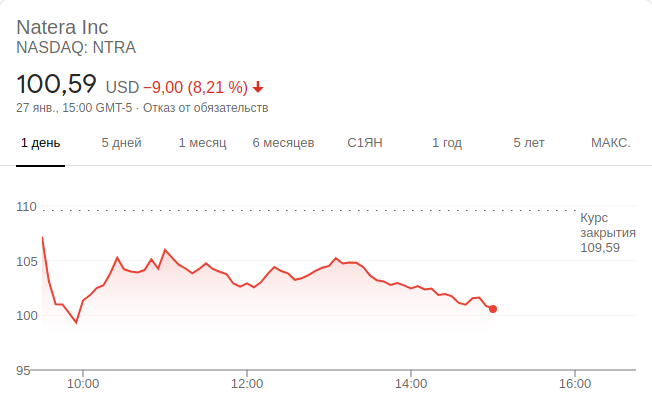 Natera Inc
NASDAQ: NTRA
100,59 USD −9,00 (8,21 %)
27 янв., 15:00 GMT-5 · Отказ от обязательств
1 день 5 дней 1 месяц 6 месяцев С1ЯН 1 год 5 лет МАКС.
110
Курс
закрытия
109,59
105
100
95
10:00 12:00 14:00 16:00